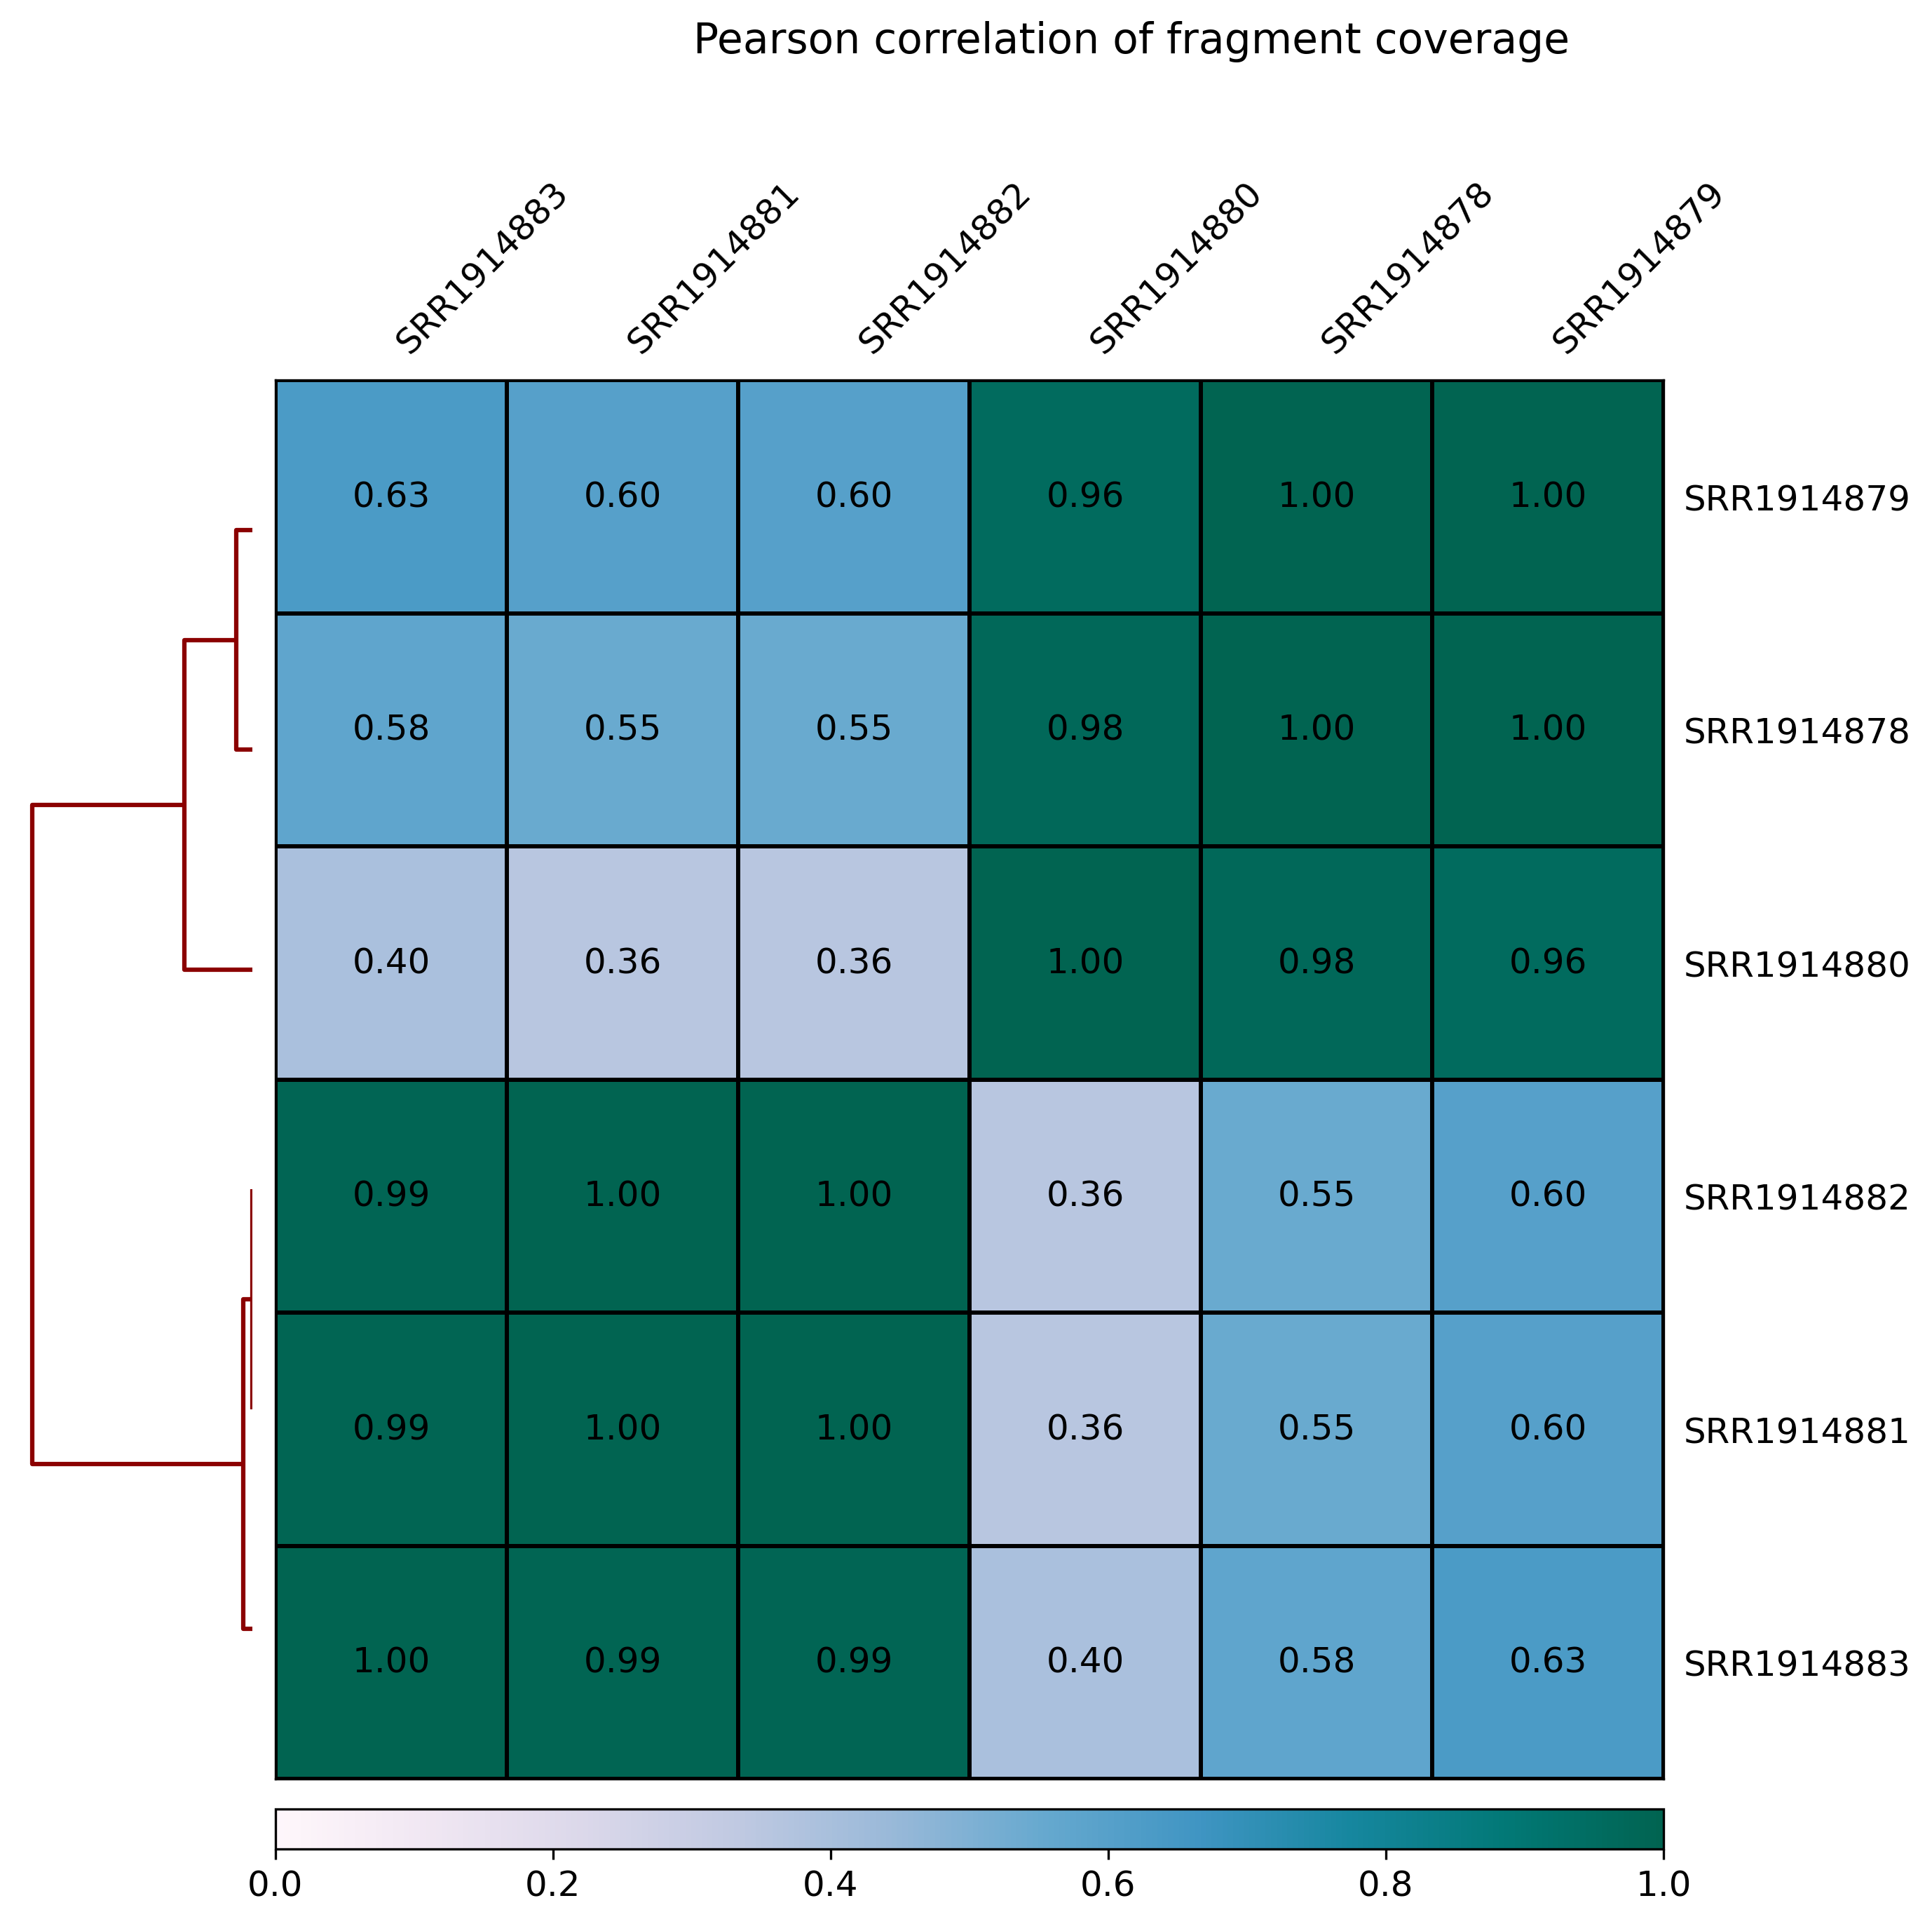 Pearson correlation of fragment coverage
SRR1914883 SRR1914881 SRR1914882 SRR1914880 SRR1914878 SRR1914879
0.63 0.60 0.60 0.96 1.00 1.00 SRR1914879
0.58 0.55 0.55 0.98 1.00 1.00 SRR1914878
0.40 0.36 0.36 1.00 0.98 0.96 SRR1914880
0.99 1.00 1.00 0.36 0.55 0.60 SRR1914882
0.99 1.00 1.00 0.36 0.55 0.60 SRR1914881
1.00 0.99 0.99 0.40 0.58 0.63 SRR1914883
0.0 0.2 0.4 0.6 0.8 1.0